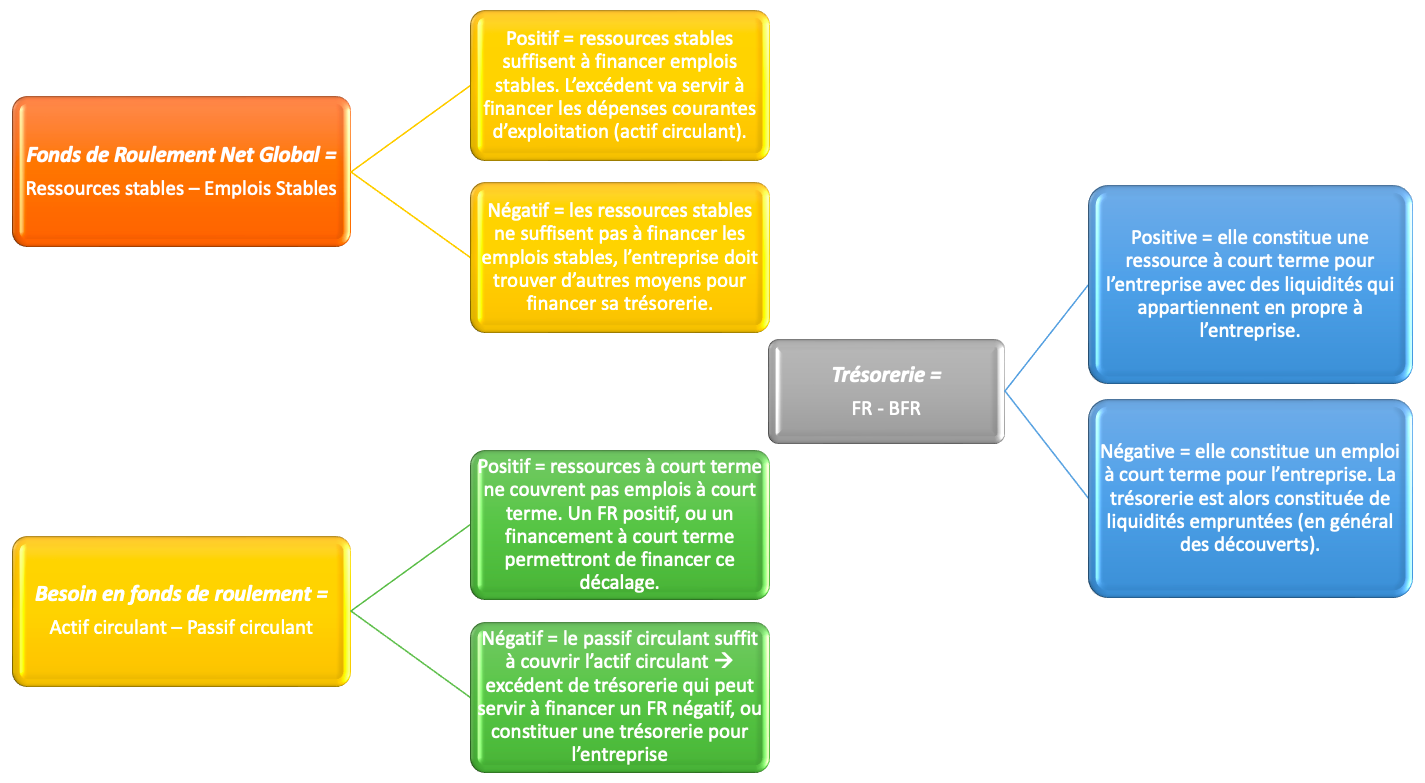 Fonds de Roulement Net Global =
Ressources stables – Emplois Stables
Positif = ressources stables
suffisent à financer emplois
stables. L’excédent va servir à
financer les dépenses courantes
d’exploitation (actif circulant).
Négatif = les ressources stables
ne suffisent pas à financer les
emplois stables, l’entreprise doit
trouver d’autres moyens pour
financer sa trésorerie.
Besoin en fonds de roulement =
Actif circulant – Passif circulant
Positif = ressources à court terme
ne couvrent pas emplois à court
terme. Un FR positif, ou un
financement à court terme
permettront de financer ce
décalage.
Négatif = le passif circulant suffit
à couvrir l’actif circulant →
excédent de trésorerie qui peut
servir à financer un FR négatif, ou
constituer une trésorerie pour
l’entreprise
Trésorerie =
FR - BFR
Positive = elle constitue une
ressource à court terme pour
l’entreprise avec des liquidités qui
appartiennent en propre à
l’entreprise.
Négative = elle constitue un emploi
à court terme pour l’entreprise. La
trésorerie est alors constituée de
liquidités empruntées (en général
des découverts).